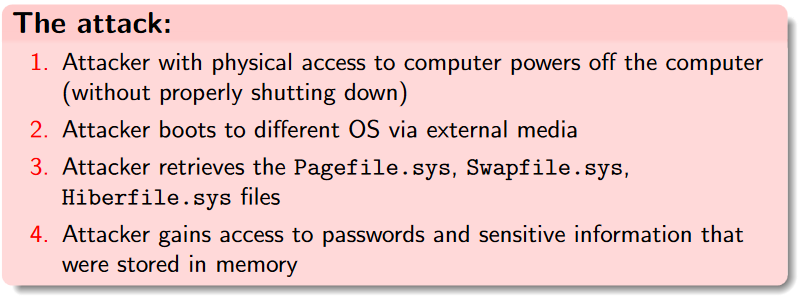 The attack:
1. Attacker with physical access to computer powers off the computer
(without properly shutting down)
2. Attacker boots to different OS via external media
3. Attacker retrieves the Pagefile.sys, Swapfile.sys,
Hiberfile.sys files
4. Attacker gains access to passwords and sensitive information that
were stored in memory